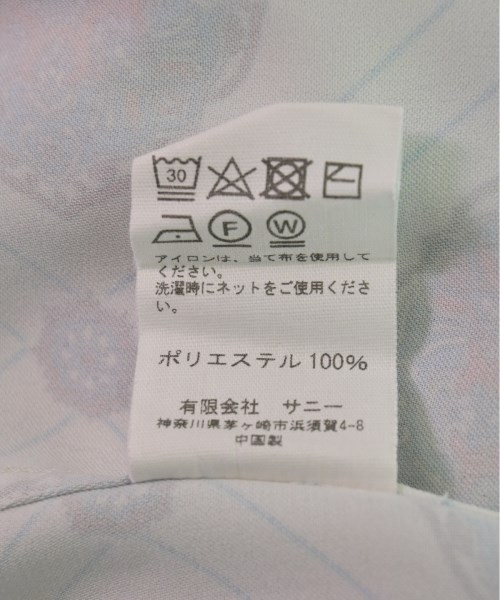 30
F W
アイロンは、当て布を使用して
ください。
洗濯時にネットをご使用くださ
い。
ポリエステル 100%
有限会社 サニー
神奈川県茅ヶ崎市浜須賀4-8
中国製